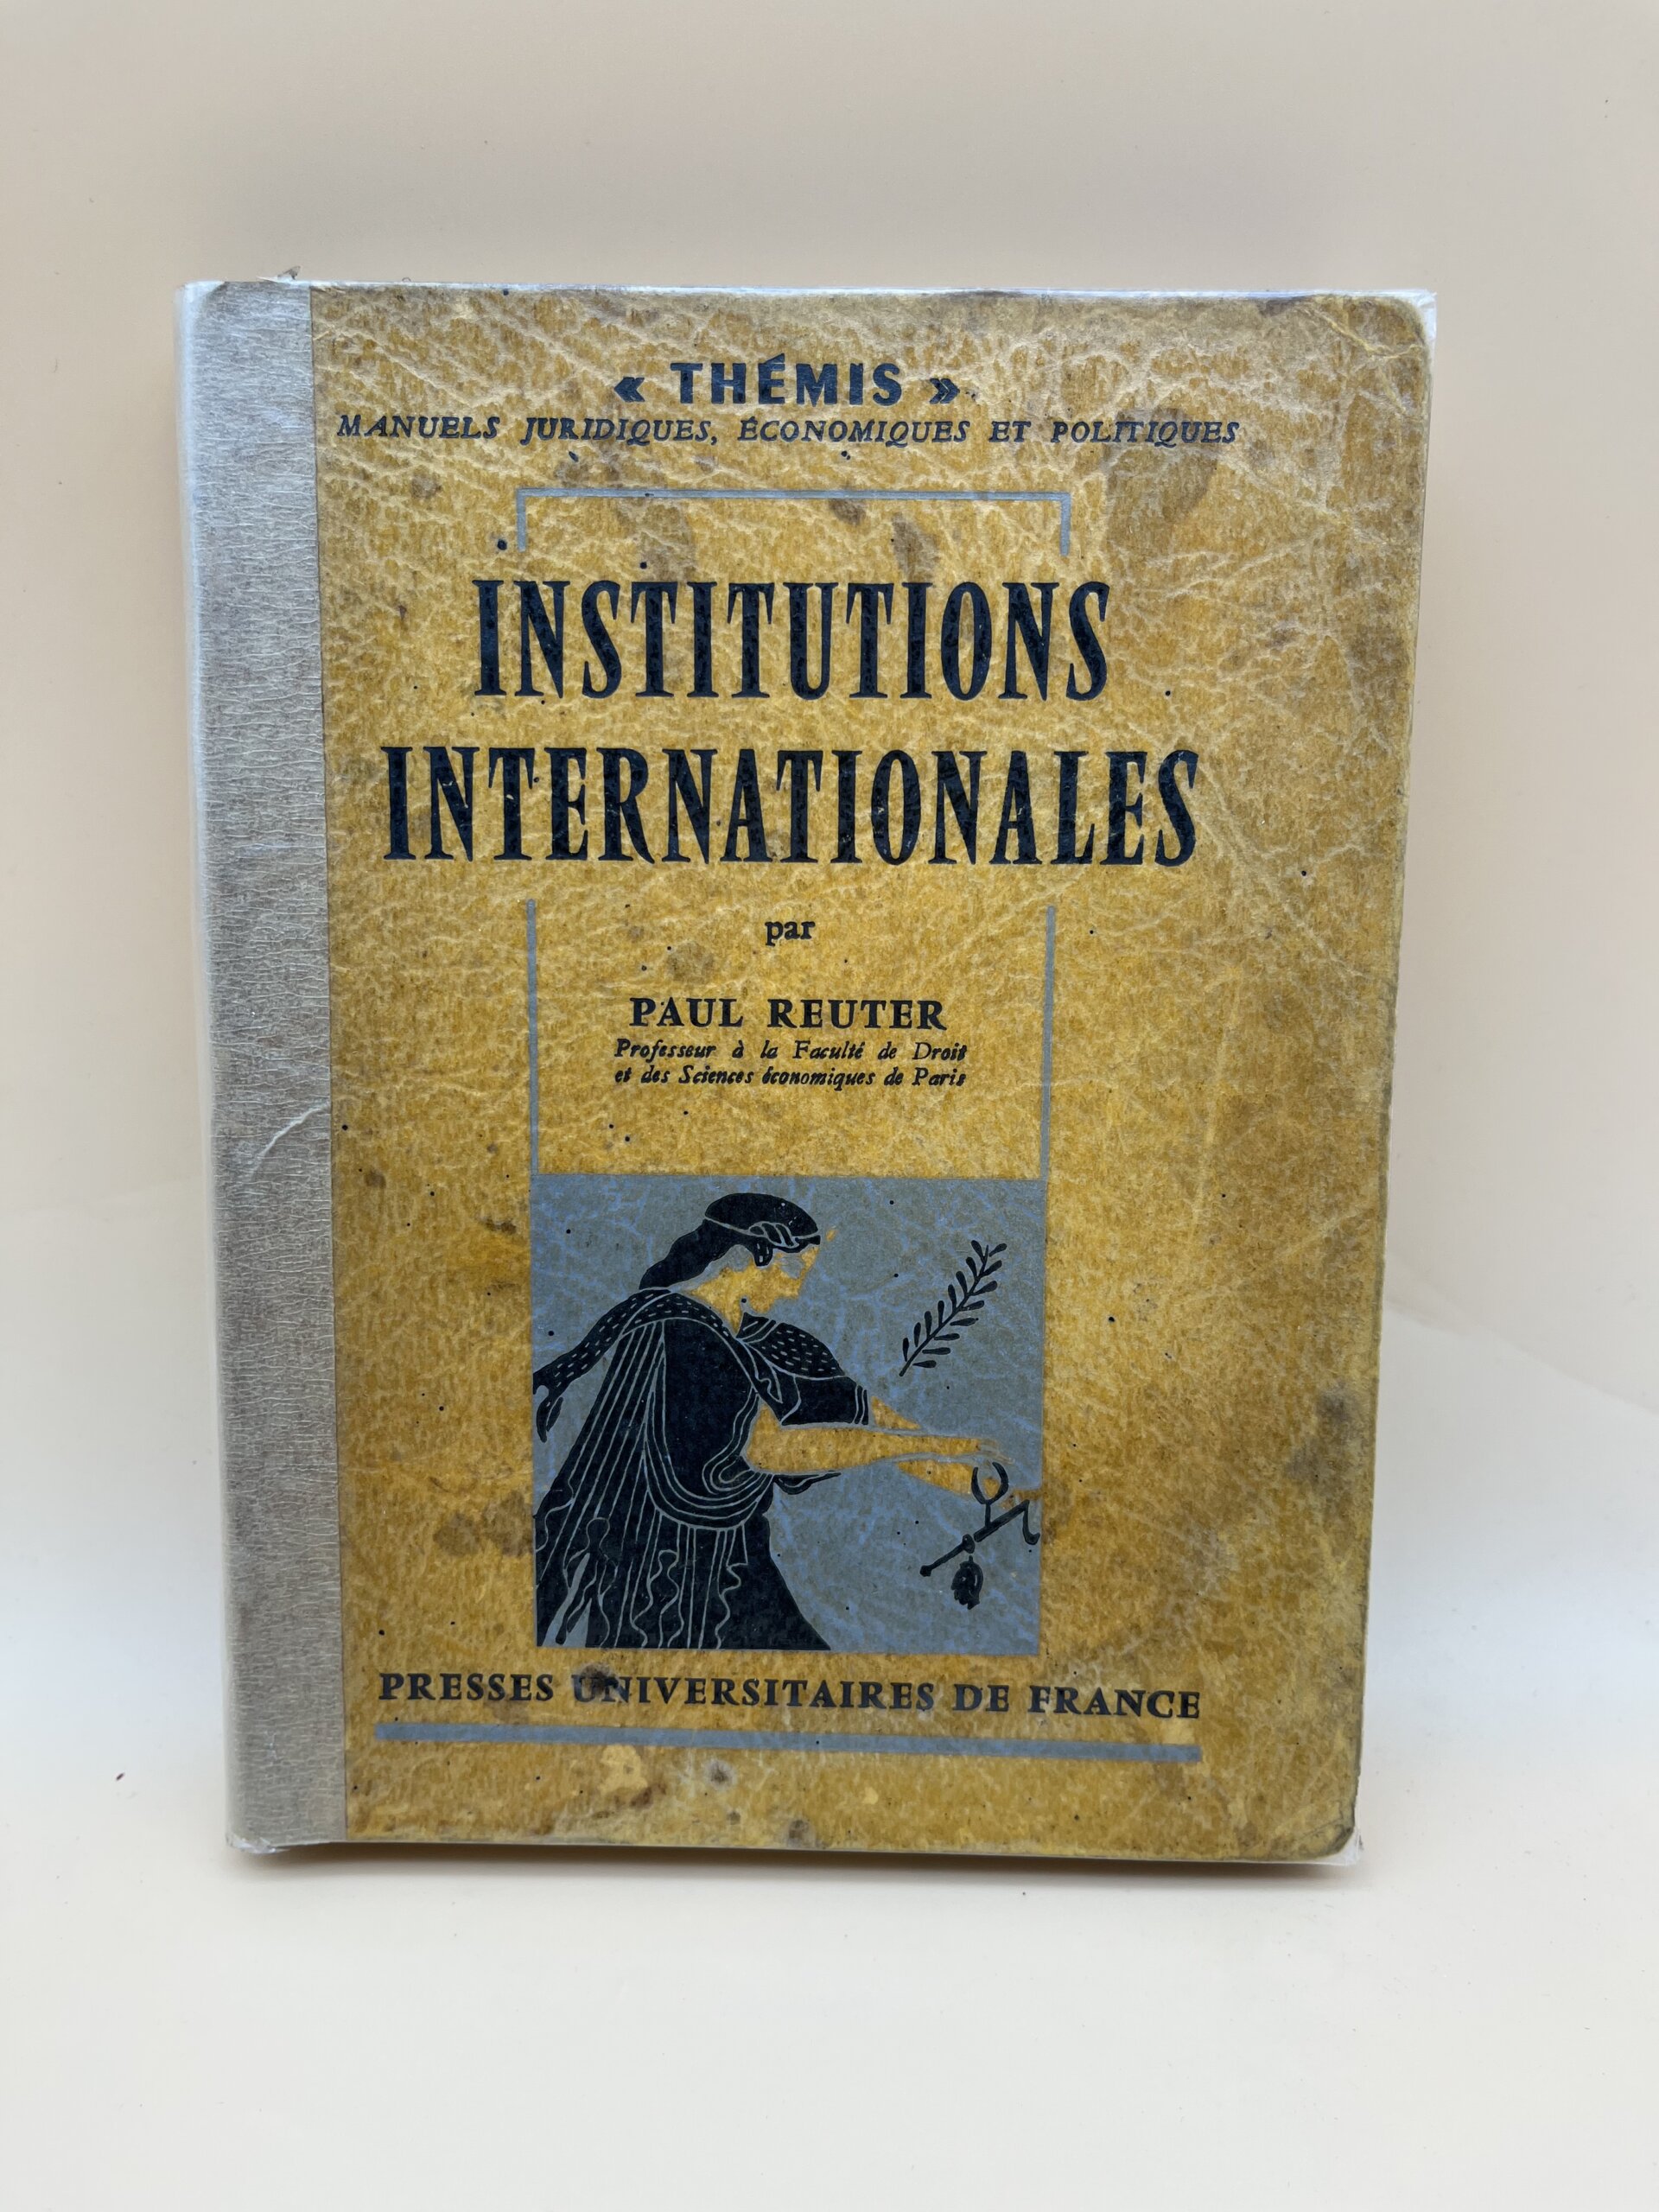 « THÉMIS »
MANUELS JURIDIQUES, ÉCONOMIQUES ET POLITIQUES
INSTITUTIONS
INTERNATIONALES
par
PAUL REUTER
Professeur à la Faculté de Droit
et des Sciences économiques de Paris
PRESSES UNIVERSITAIRES DE FRANCE